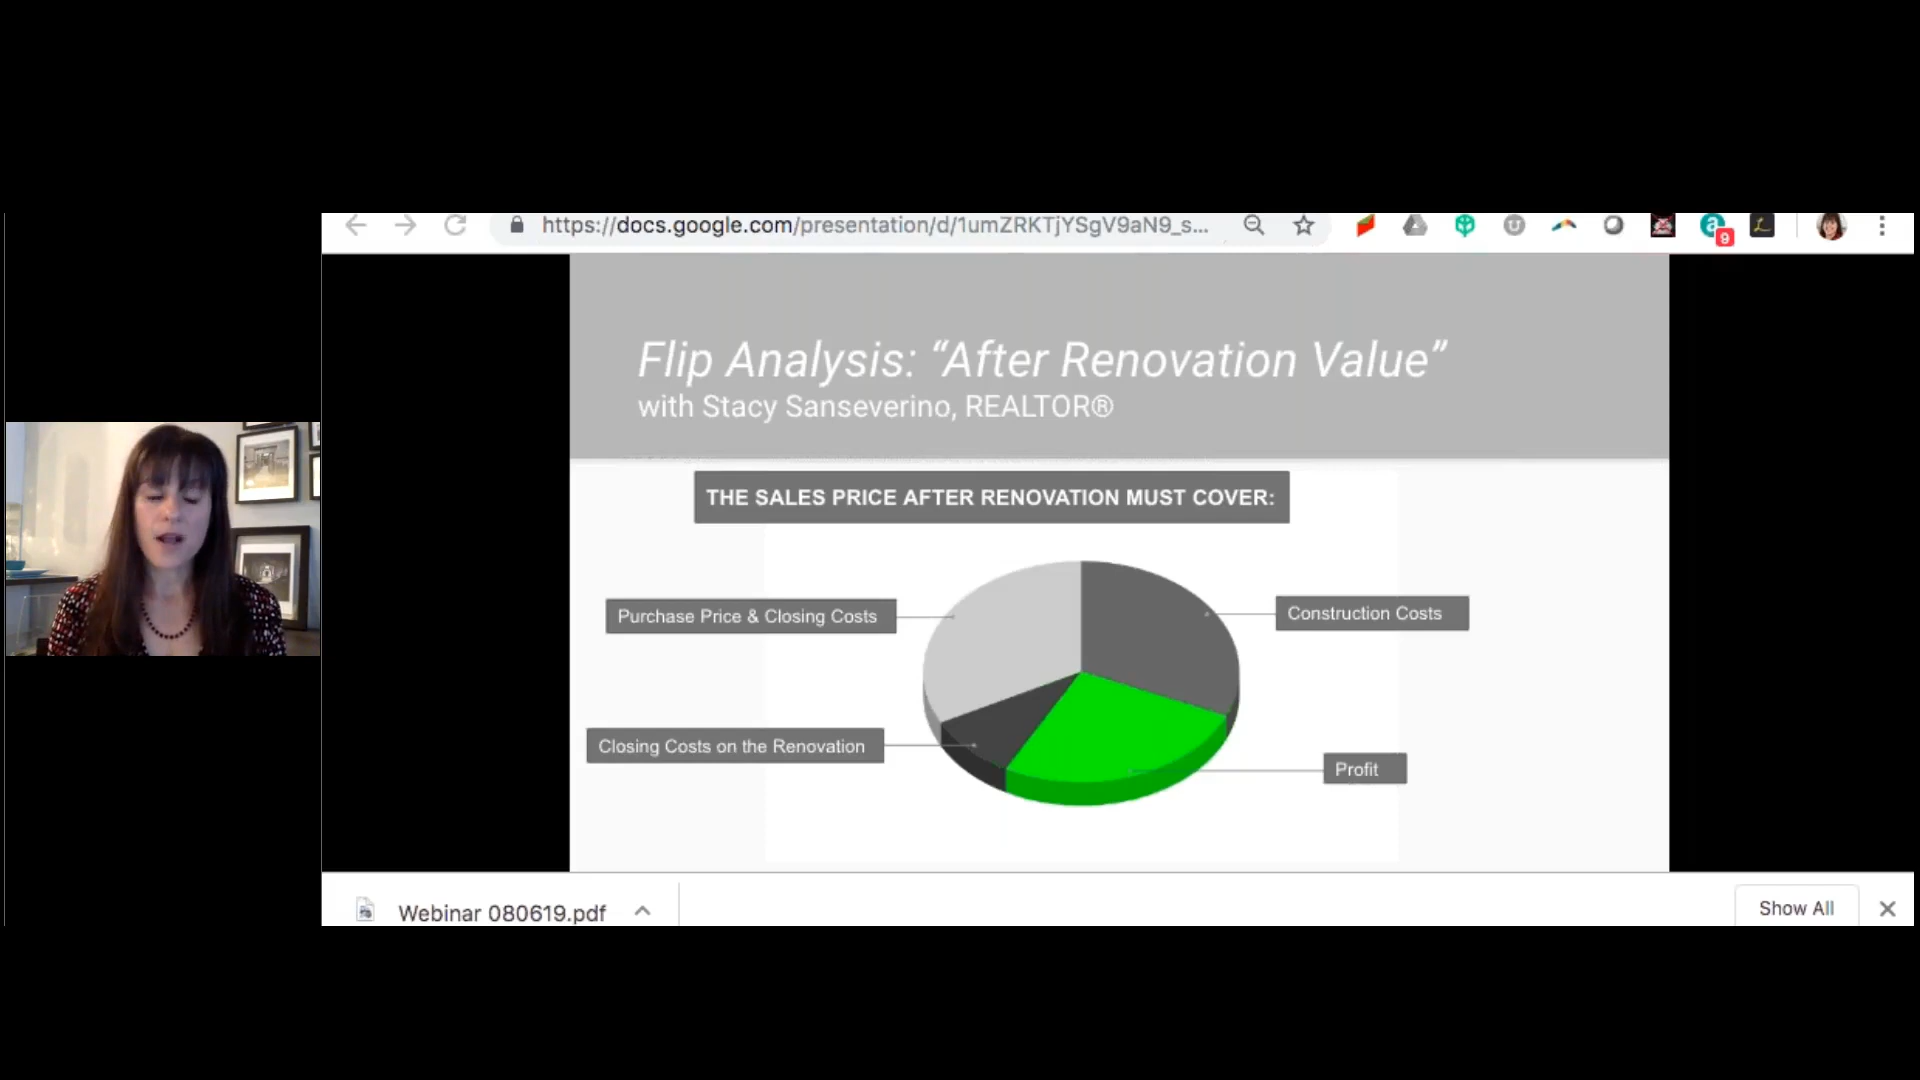 https://docs.google.com/presentation/d/1umZRKTjYSgV9aN9_s...
9
Flip Analysis: “After Renovation Value”
with Stacy Sanseverino, REALTOR®
THE SALES PRICE AFTER RENOVATION MUST COVER:
Purchase Price & Closing Costs
Construction Costs
Closing Costs on the Renovation
Profit
Webinar 080619.pdf
Show All